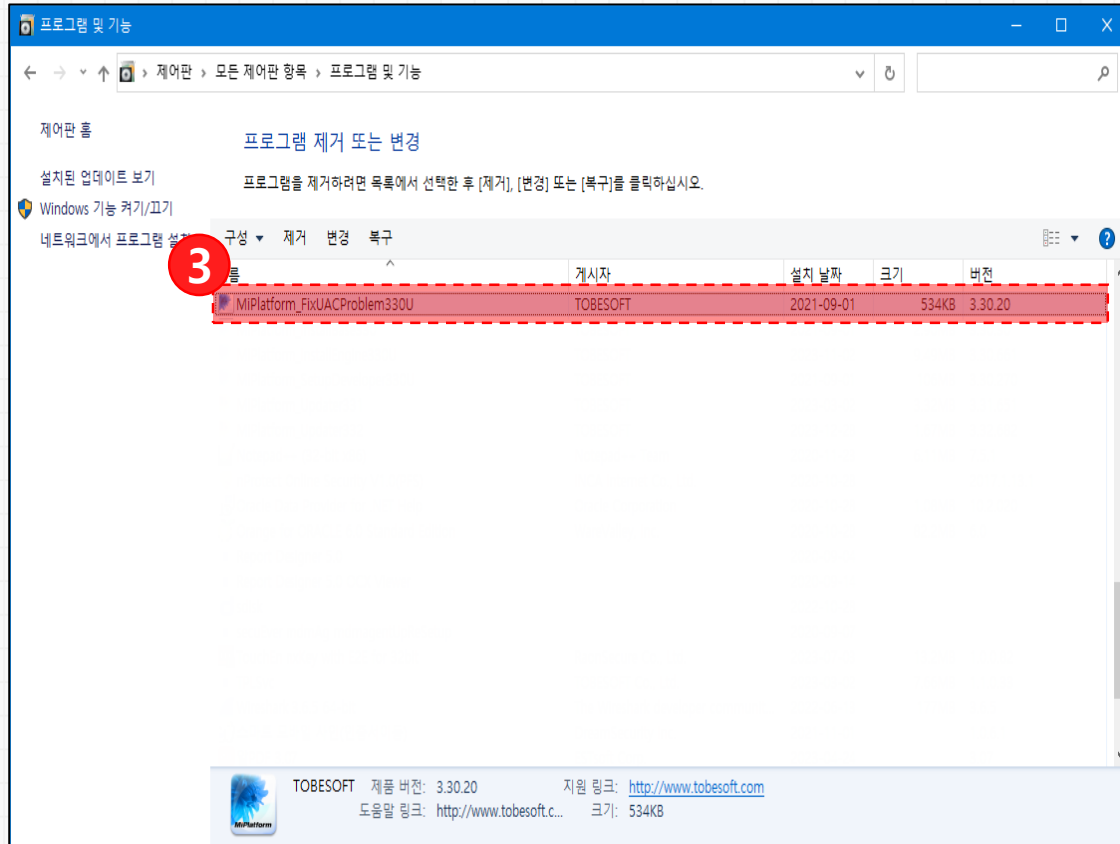 프로그램 및 기능
제어판 › 모든 제어판 항목 › 프로그램 및 기능
제어판 홈
설치된 업데이트 보기
Windows 기능 켜기/끄기
네트워크에서 프로그램
프로그램 제거 또는 변경
프로그램을 제거하려면 목록에서 선택한 후 [제거], [변경] 또는 [복구]를 클릭하십시오.
구성 제거 변경 복구
3
름 게시자 설치 날짜 크기 버전
MiPlatform_FixUACProblem330U TOBESOFT 2021-09-01 534KB 3.30.20
TOBESOFT 제품 버전: 3.30.20 지원 링크: http://www.tobesoft.com
도움말 링크: http://www.tobesoft.c... 크기: 534KB
MiPlatform